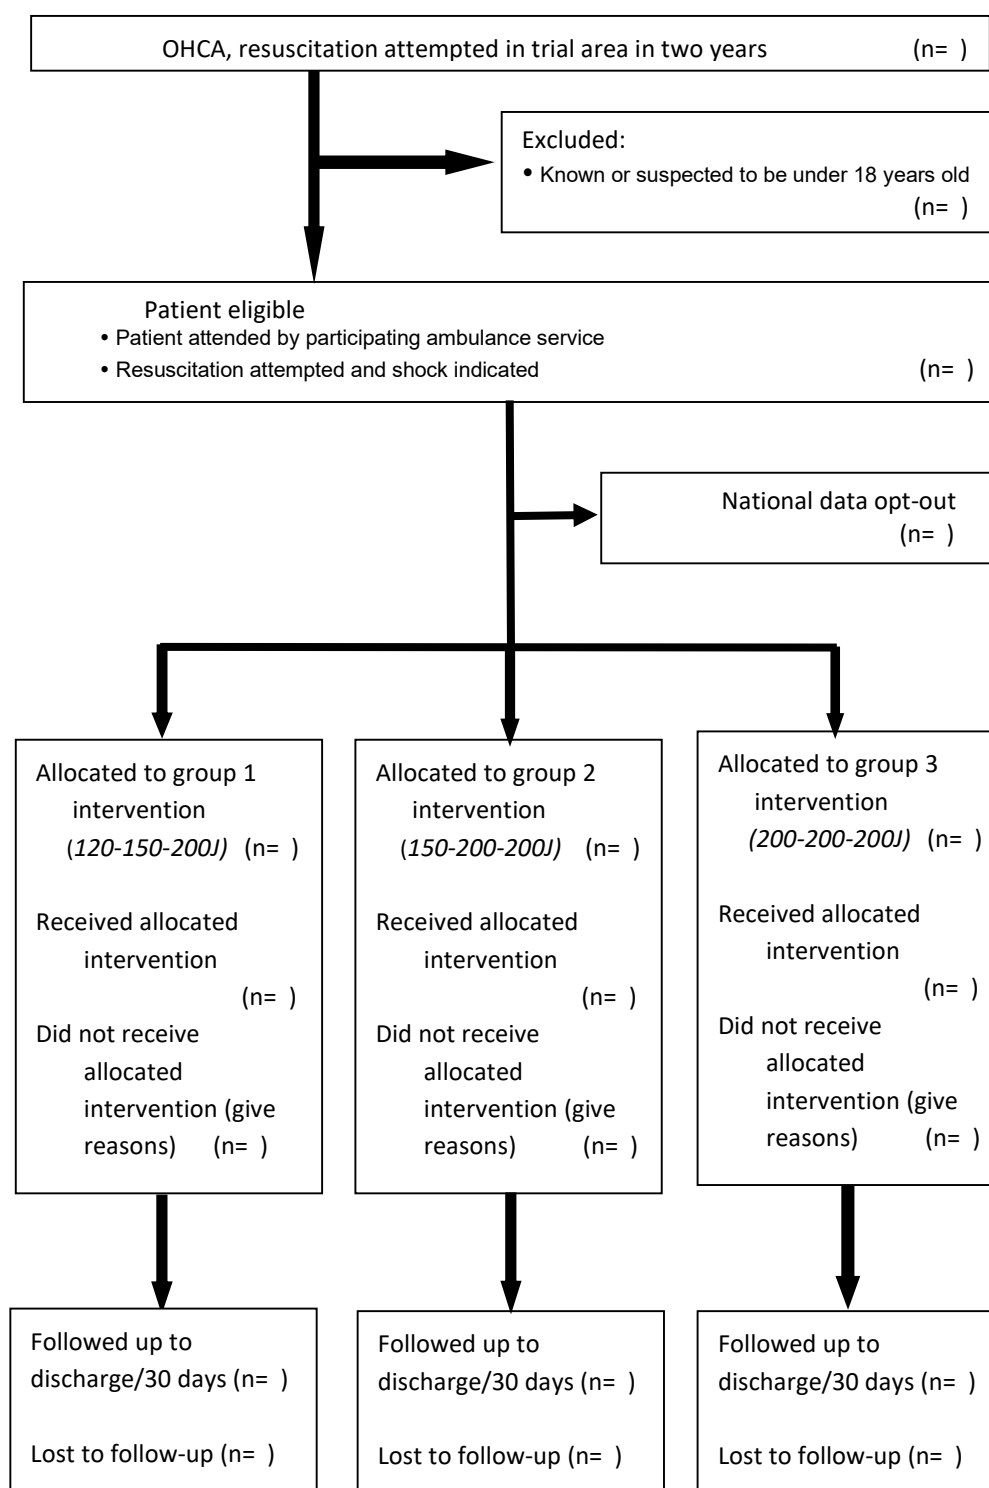 OHCA, resuscitation attempted in trial area in two years (n= )
Excluded:
• Known or suspected to be under 18 years old
(n= )
Patient eligible
• Patient attended by participating ambulance service
• Resuscitation attempted and shock indicated (n= )
National data opt-out
(n= )
Allocated to group 1
intervention
(120-150-200J) (n= )
Received allocated
intervention
(n= )
Did not receive
allocated
intervention (give
reasons) (n= )
Allocated to group 2
intervention
(150-200-200J) (n= )
Received allocated
intervention
(n= )
Did not receive
allocated
intervention (give
reasons) (n= )
Allocated to group 3
intervention
(200-200-200J) (n= )
Received allocated
intervention
(n= )
Did not receive
allocated
intervention (give
reasons) (n= )
Followed up to
discharge/30 days (n= )
Lost to follow-up (n= )
Followed up to
discharge/30 days (n= )
Lost to follow-up (n= )
Followed up to
discharge/30 days (n= )
Lost to follow-up (n= )